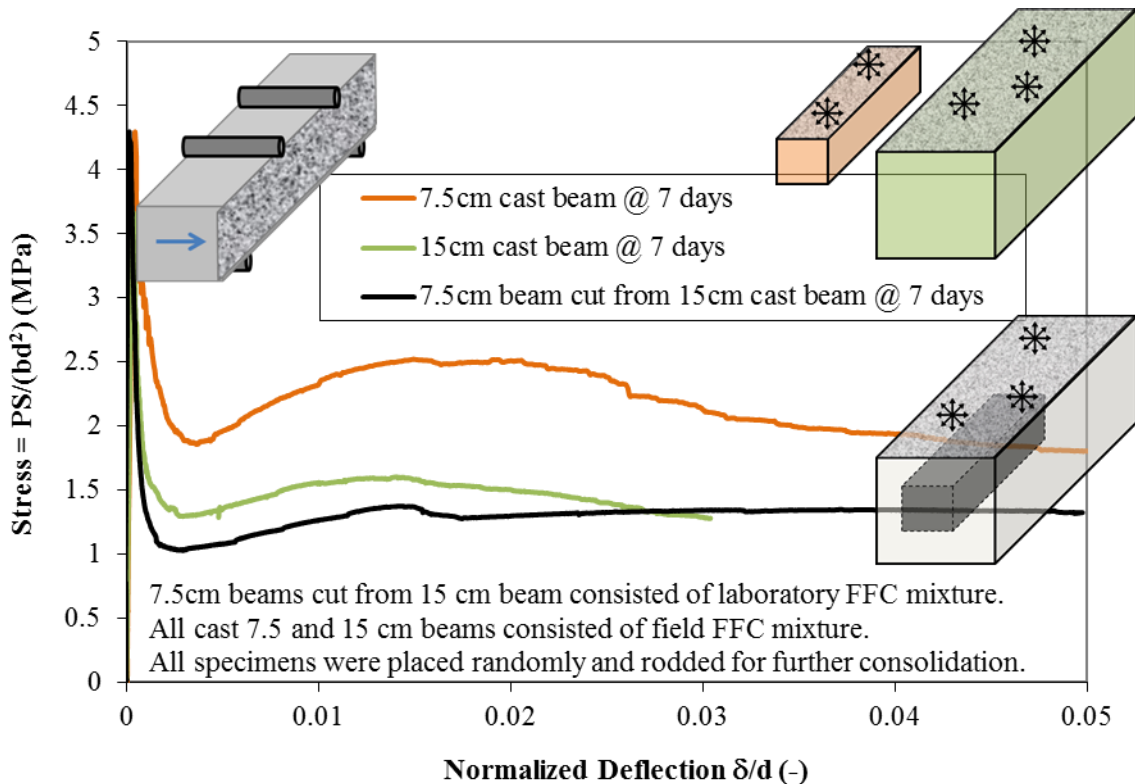 5
4.5
4
3.5
3
2.5
2
1.5
1
0.5
0
Stress = PS/(bd²) (MPa)
7.5cm cast beam @ 7 days
15cm cast beam @ 7 days
7.5cm beam cut from 15cm cast beam @ 7 days
7.5cm beams cut from 15 cm beam consisted of laboratory FFC mixture.
All cast 7.5 and 15 cm beams consisted of field FFC mixture.
All specimens were placed randomly and rodded for further consolidation.
0 0.01 0.02 0.03 0.04 0.05
Normalized Deflection δ/d (-)